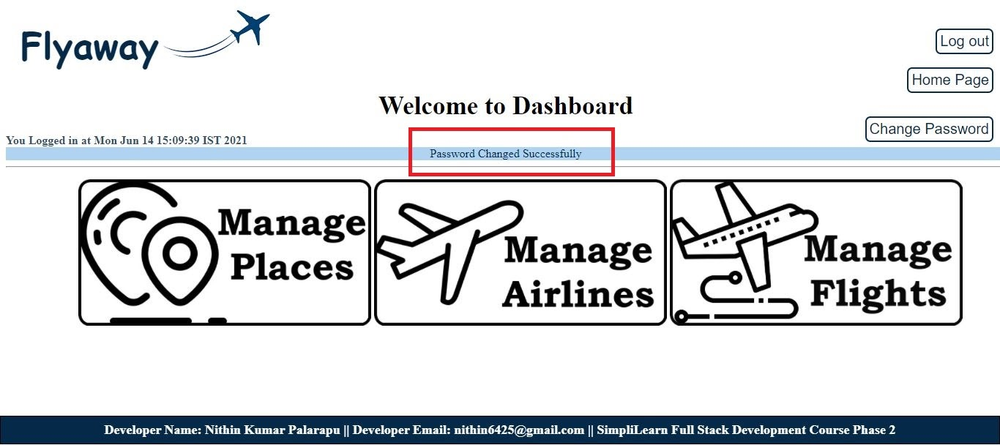 Flyaway
Log out
Home Page
Welcome to Dashboard
Change Password
You Logged in at Mon Jun 14 15:09:39 IST 2021
Password Changed Successfully
Manage
Places
Manage
Airlines
Manage
Flights
Developer Name: Nithin Kumar Palarapu || Developer Email: nithin6425@gmail.com || SimpliLearn Full Stack Development Course Phase 2